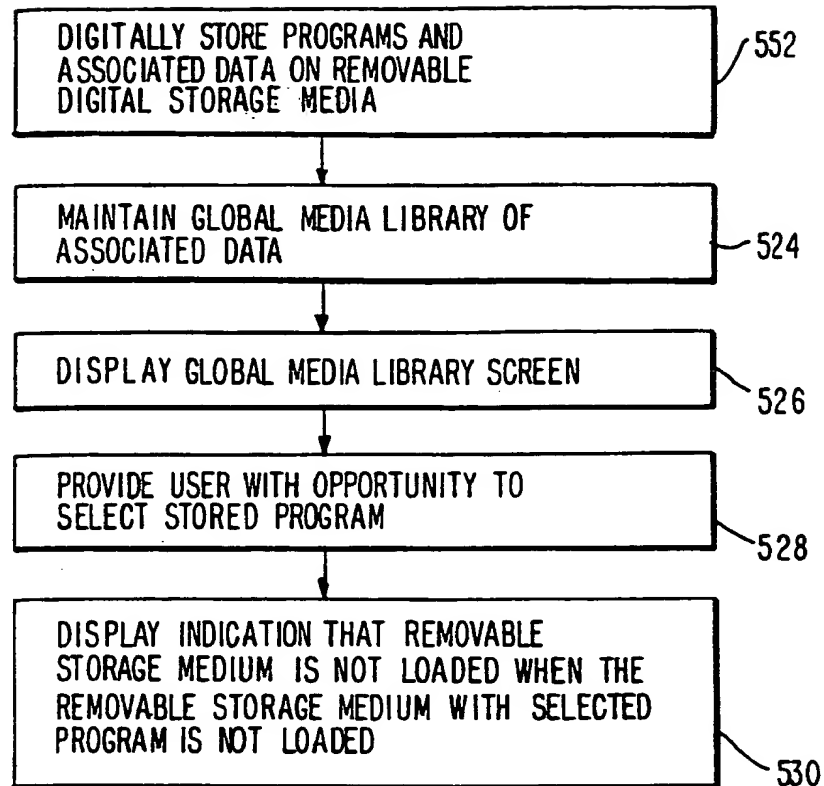 DIGITALLY STORE PROGRAMS AND
ASSOCIATED DATA ON REMOVABLE
DIGITAL STORAGE MEDIA
552
MAINTAIN GLOBAL MEDIA LIBRARY OF
ASSOCIATED DATA
524
DISPLAY GLOBAL MEDIA LIBRARY SCREEN
526
PROVIDE USER WITH OPPORTUNITY TO
SELECT STORED PROGRAM
528
DISPLAY INDICATION THAT REMOVABLE
STORAGE MEDIUM IS NOT LOADED WHEN THE
REMOVABLE STORAGE MEDIUM WITH SELECTED
PROGRAM IS NOT LOADED
530